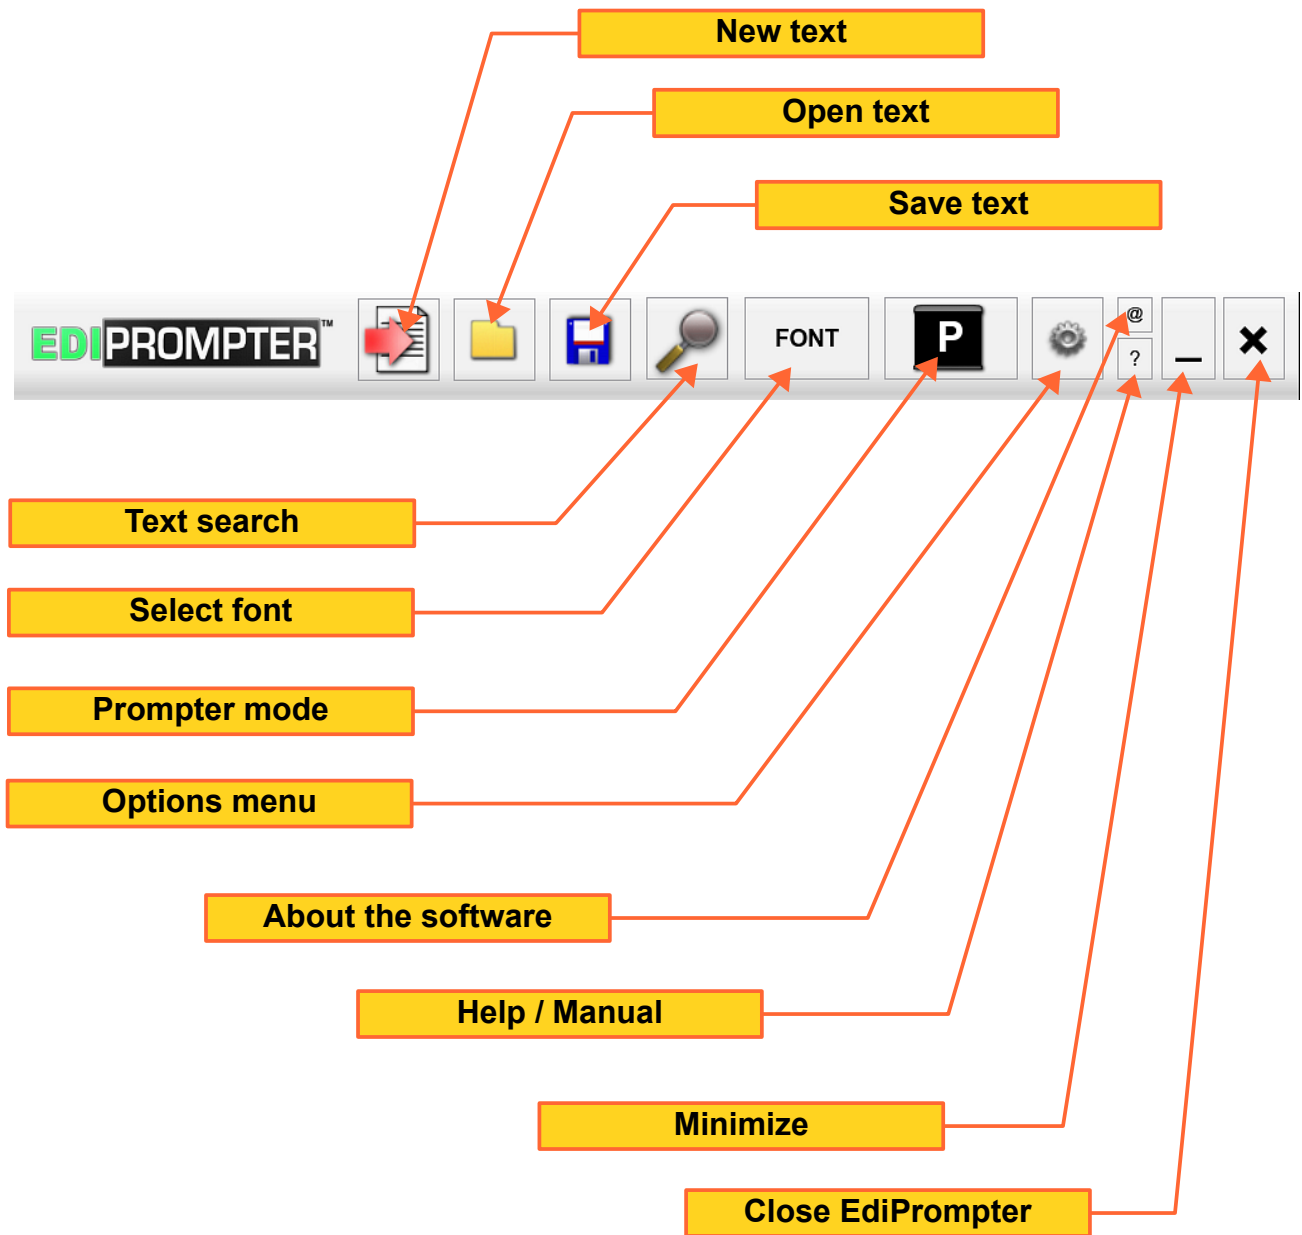 New text
Open text
Save text
EDIPROMPTER™
FONT
P
@
?
Text search
Select font
Prompter mode
Options menu
About the software
Help / Manual
Minimize
Close EdiPrompter